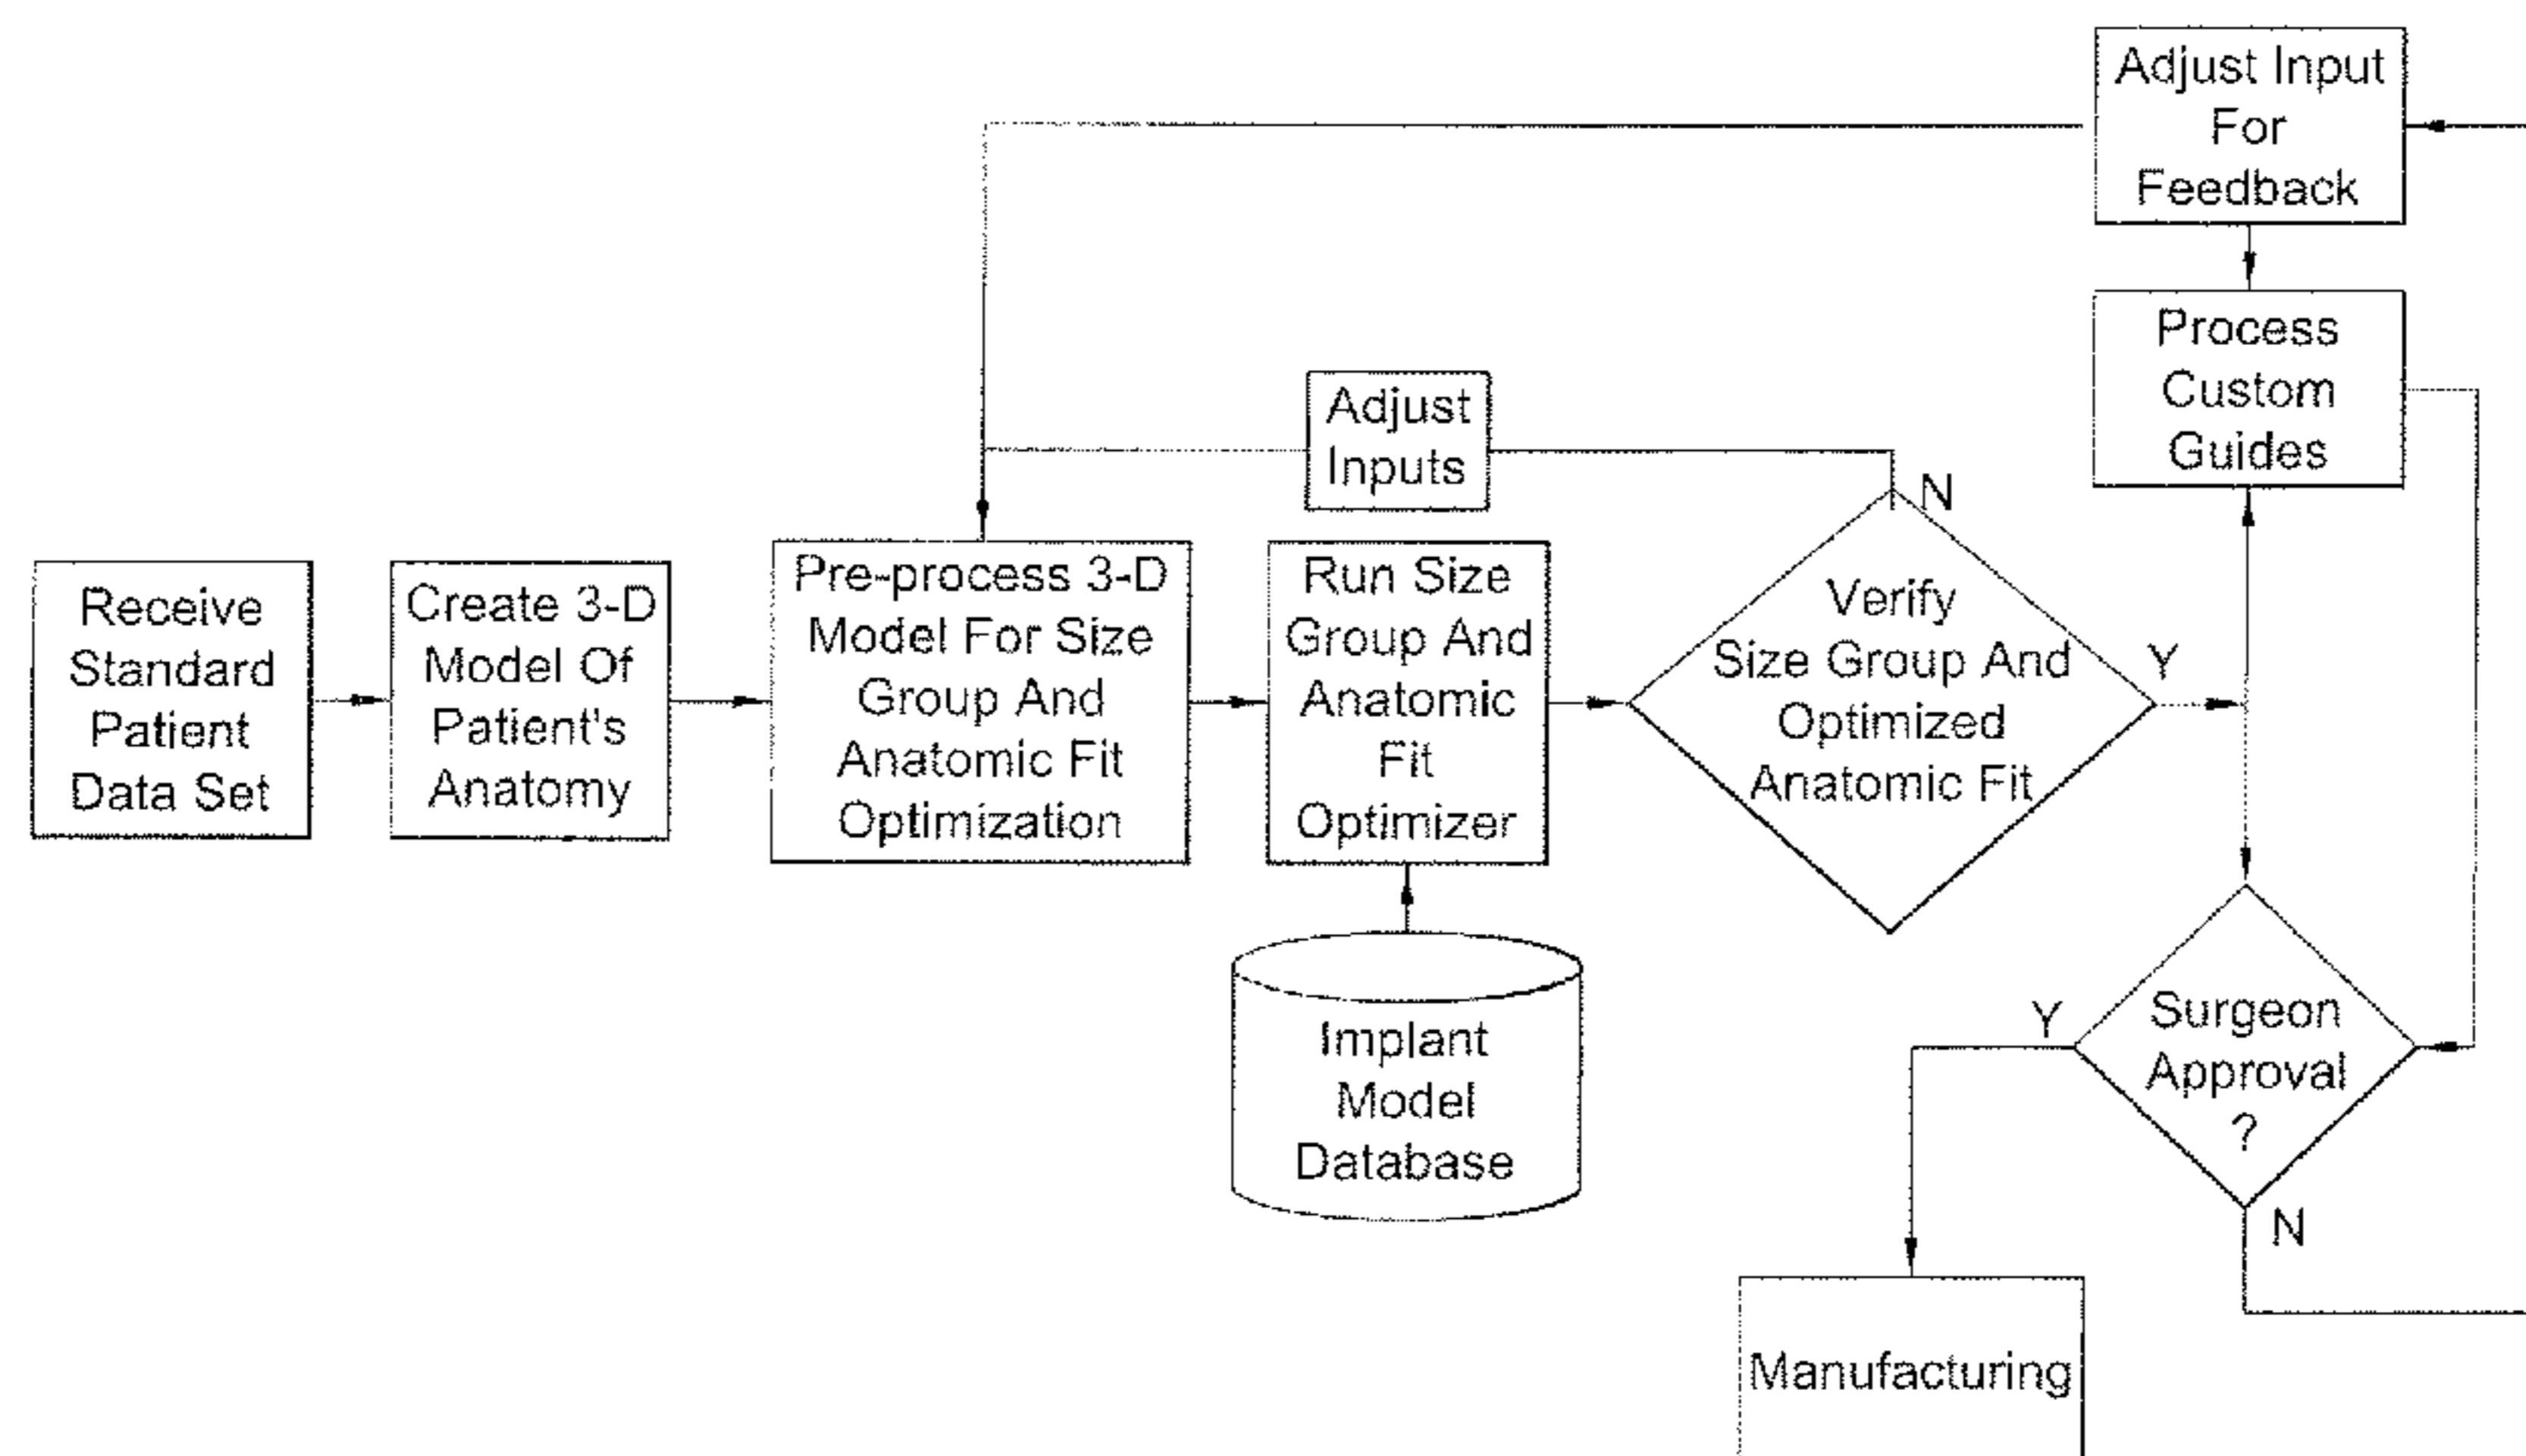 Adjust Input
For
Feedback
Process
Custom
Guides
Adjust
Inputs
N
Receive
Standard
Patient
Data Set
Create 3-D
Model Of
Patient's
Anatomy
Pre-process 3-D
Model For Size
Group And
Anatomic Fit
Optimization
Run Size
Group And
Anatomic
Fit
Optimizer
Verify
Size Group And
Optimized
Anatomic Fit
Y
Implant
Model
Database
Y
Surgeon
Approval
?
N
Manufacturing